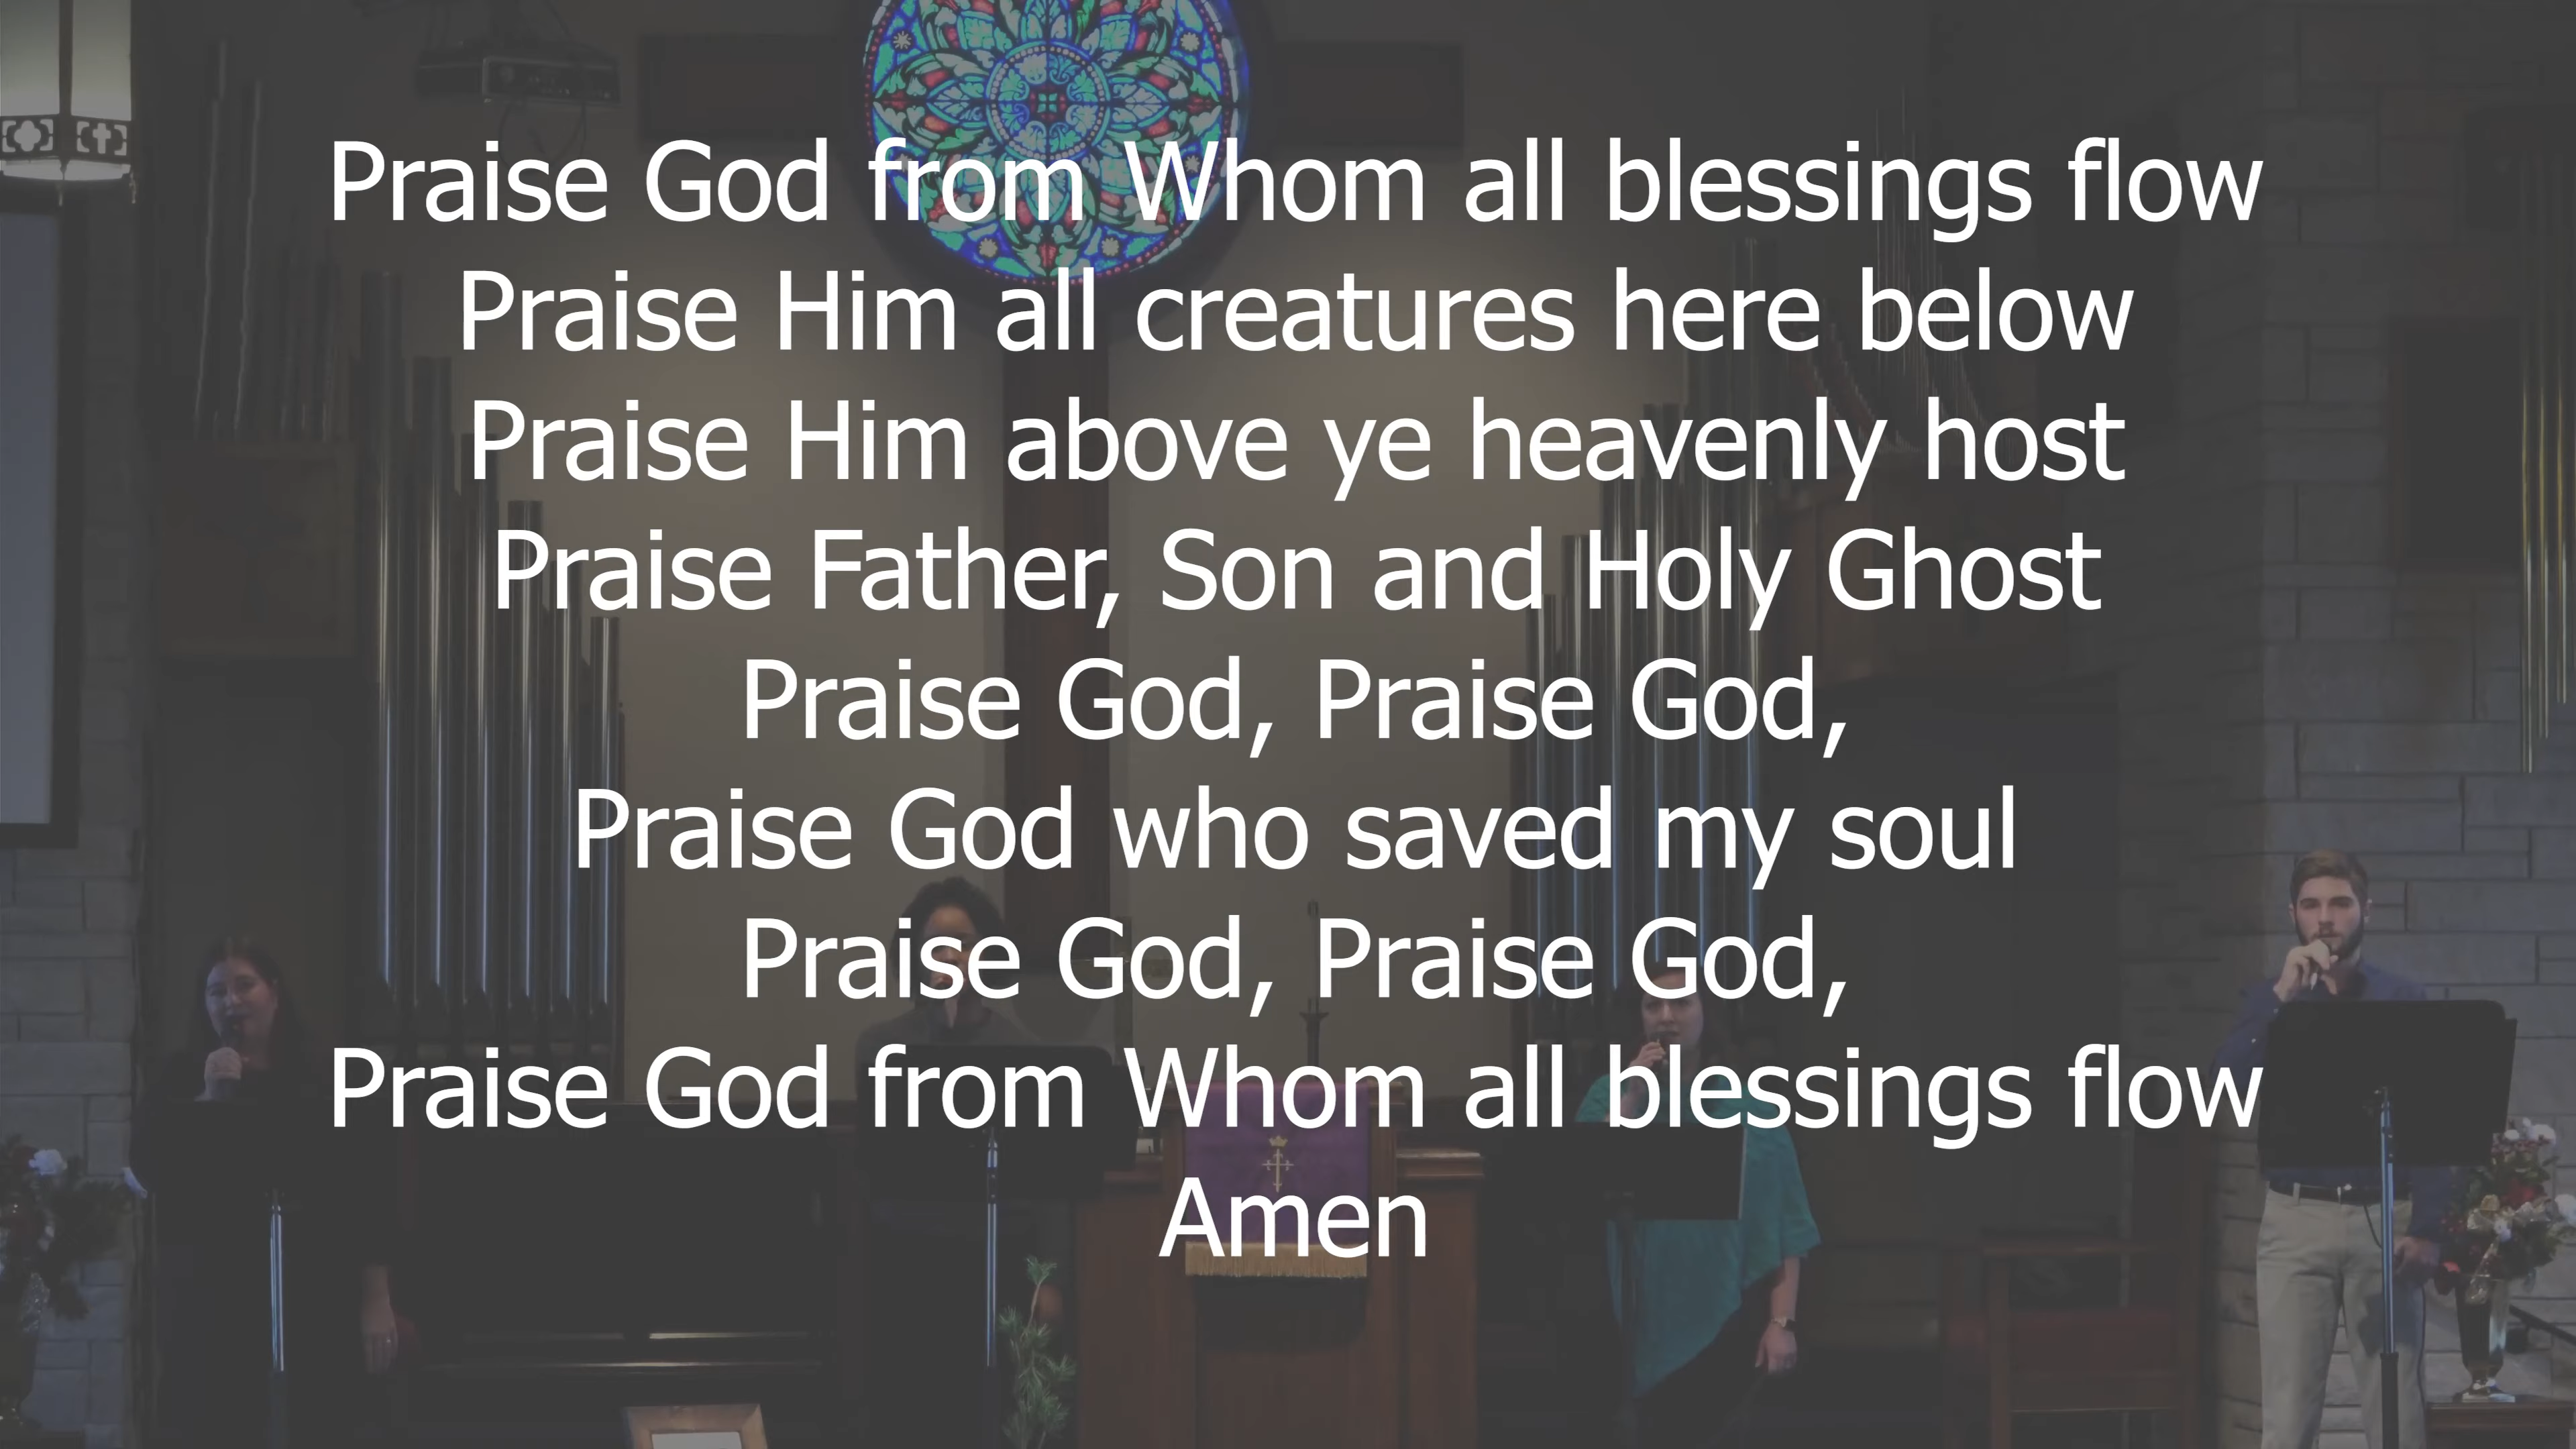 Praise God from Whom all blessings flow
Praise Him all creatures here below
Praise Him above ye heavenly host
Praise Father, Son and Holy Ghost
Praise God, Praise God,
Praise God who saved my soul
Praise God, Praise God,
Praise God from Whom all blessings flow
Amen